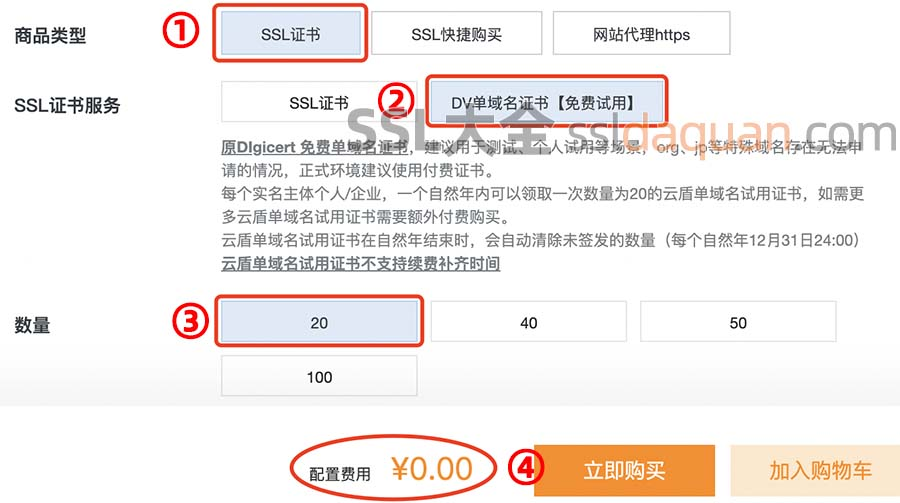 商品类型
①
SSL证书
SSL快捷购买
网站代理https
SSL证书服务
SSL证书
②
DV单域名证书【免费试用】
SSL大全 ssldaquan.com
原DIgicert 免费单域名证书，建议用于测试、个人试用等场景，org、jp等特殊域名存在无法申
请的情况，正式环境建议使用付费证书。
每个实名主体个人/企业，一个自然年内可以领取一次数量为20的云盾单域名试用证书，如需更
多云盾单域名试用证书需要额外付费购买。
云盾单域名试用证书在自然年结束时，会自动清除未签发的数量（每个自然年12月31日24:00）
云盾单域名试用证书不支持续费补齐时间
数量
③
20
40
50
100
配置费用 ¥0.00
④
立即购买
加入购物车